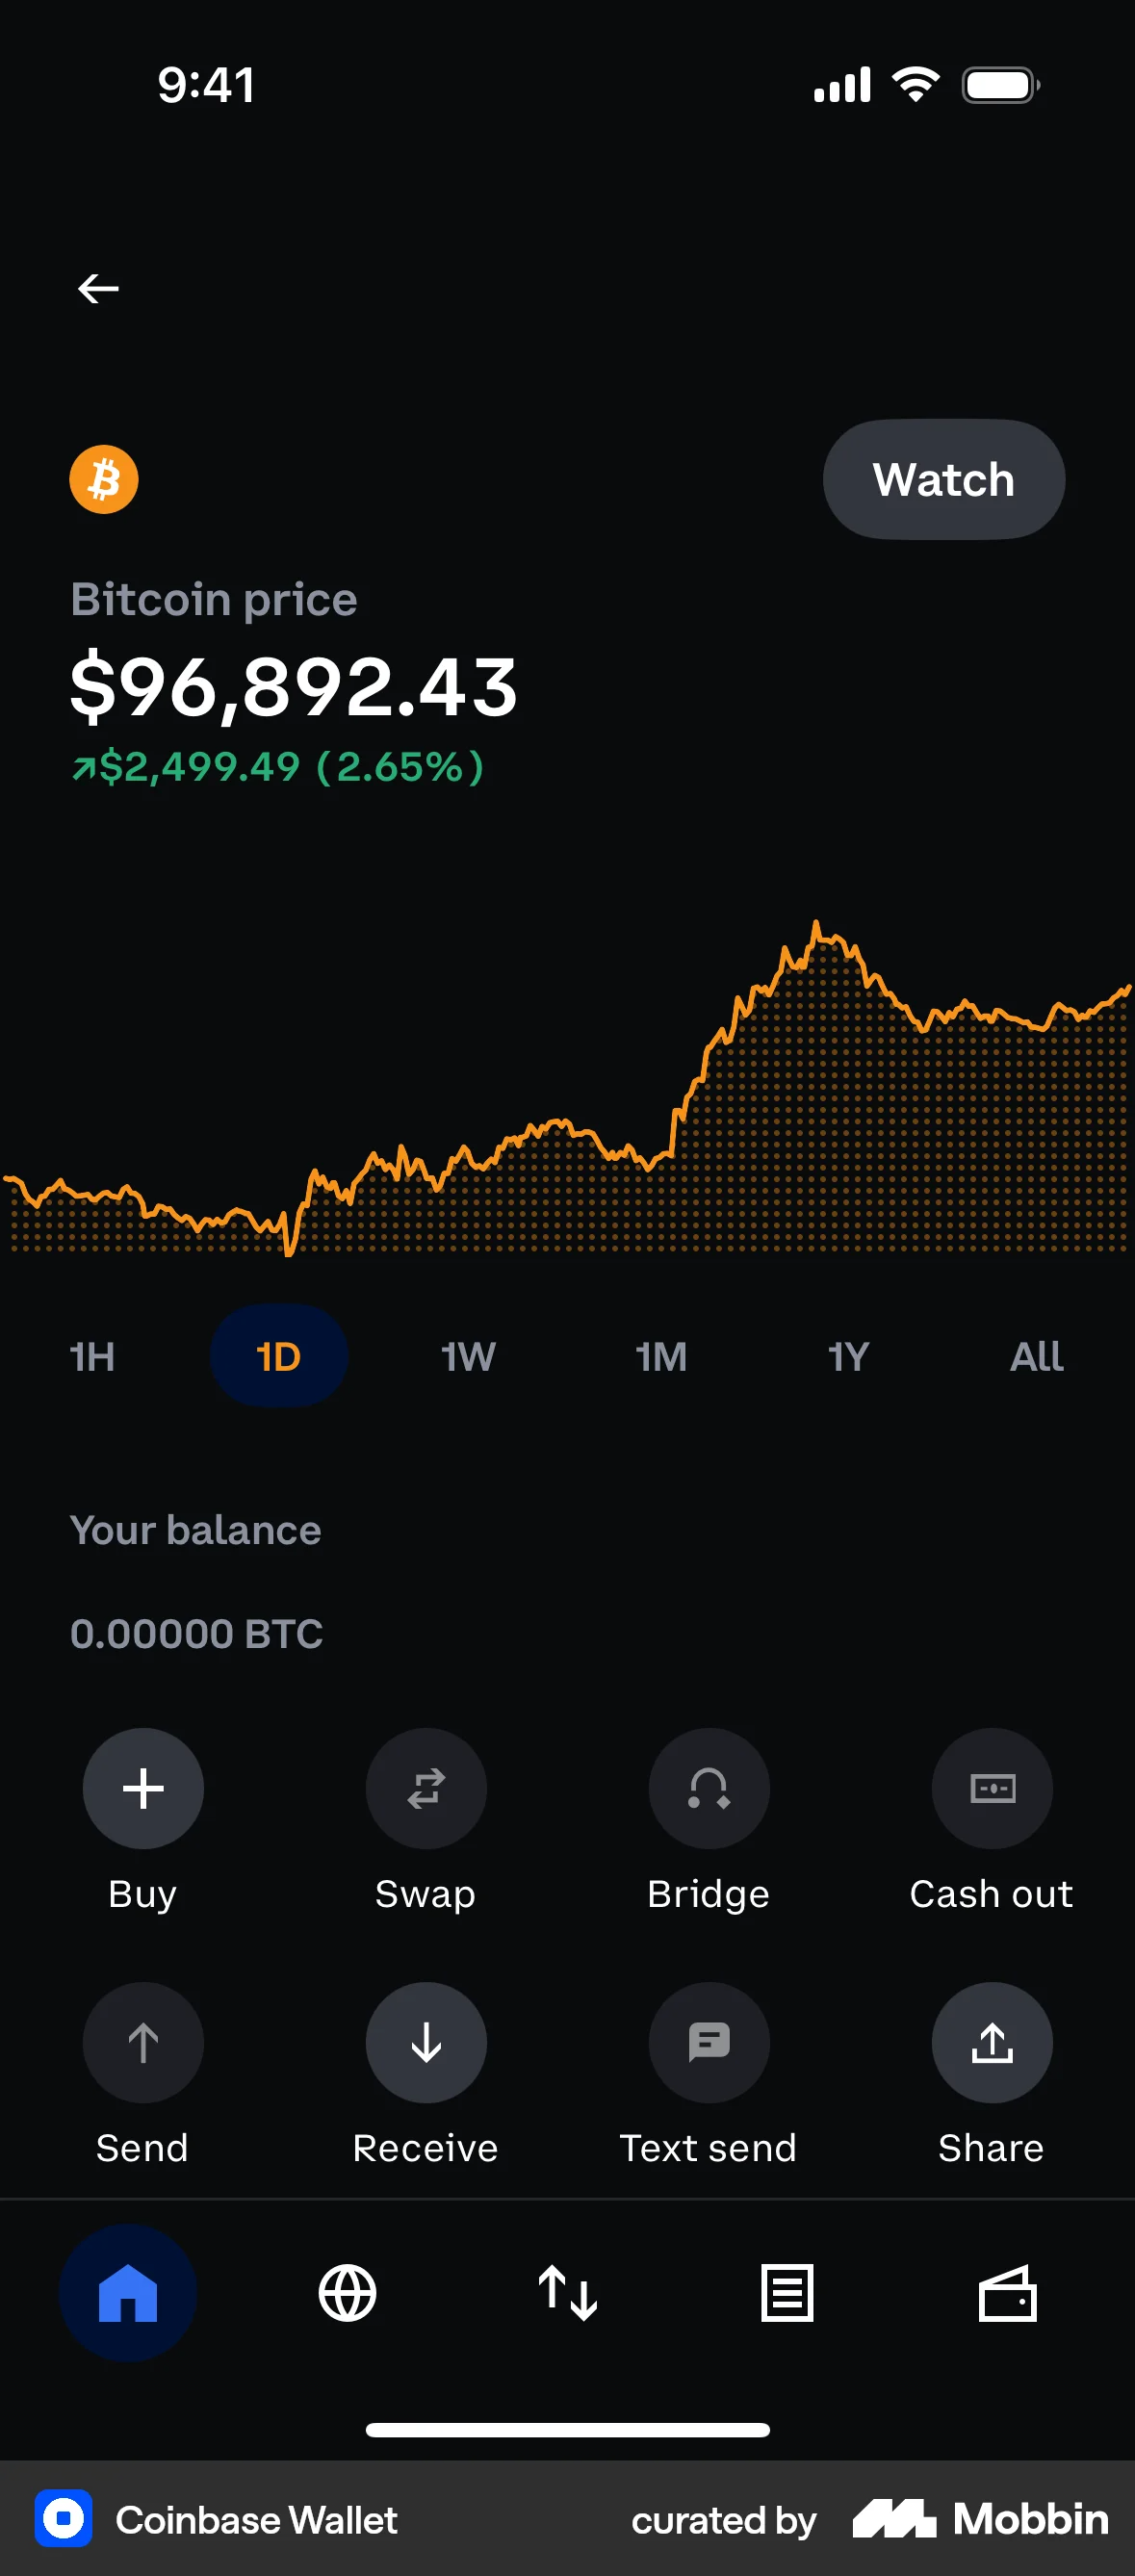 9:41
Watch
Bitcoin price
$96,892.43
↗$2,499.49 (2.65%)
1H 1D 1W 1M 1Y All
Your balance
0.00000 BTC
Buy Swap Bridge Cash out
Send Receive Text send Share
Coinbase Wallet curated by Mobbin